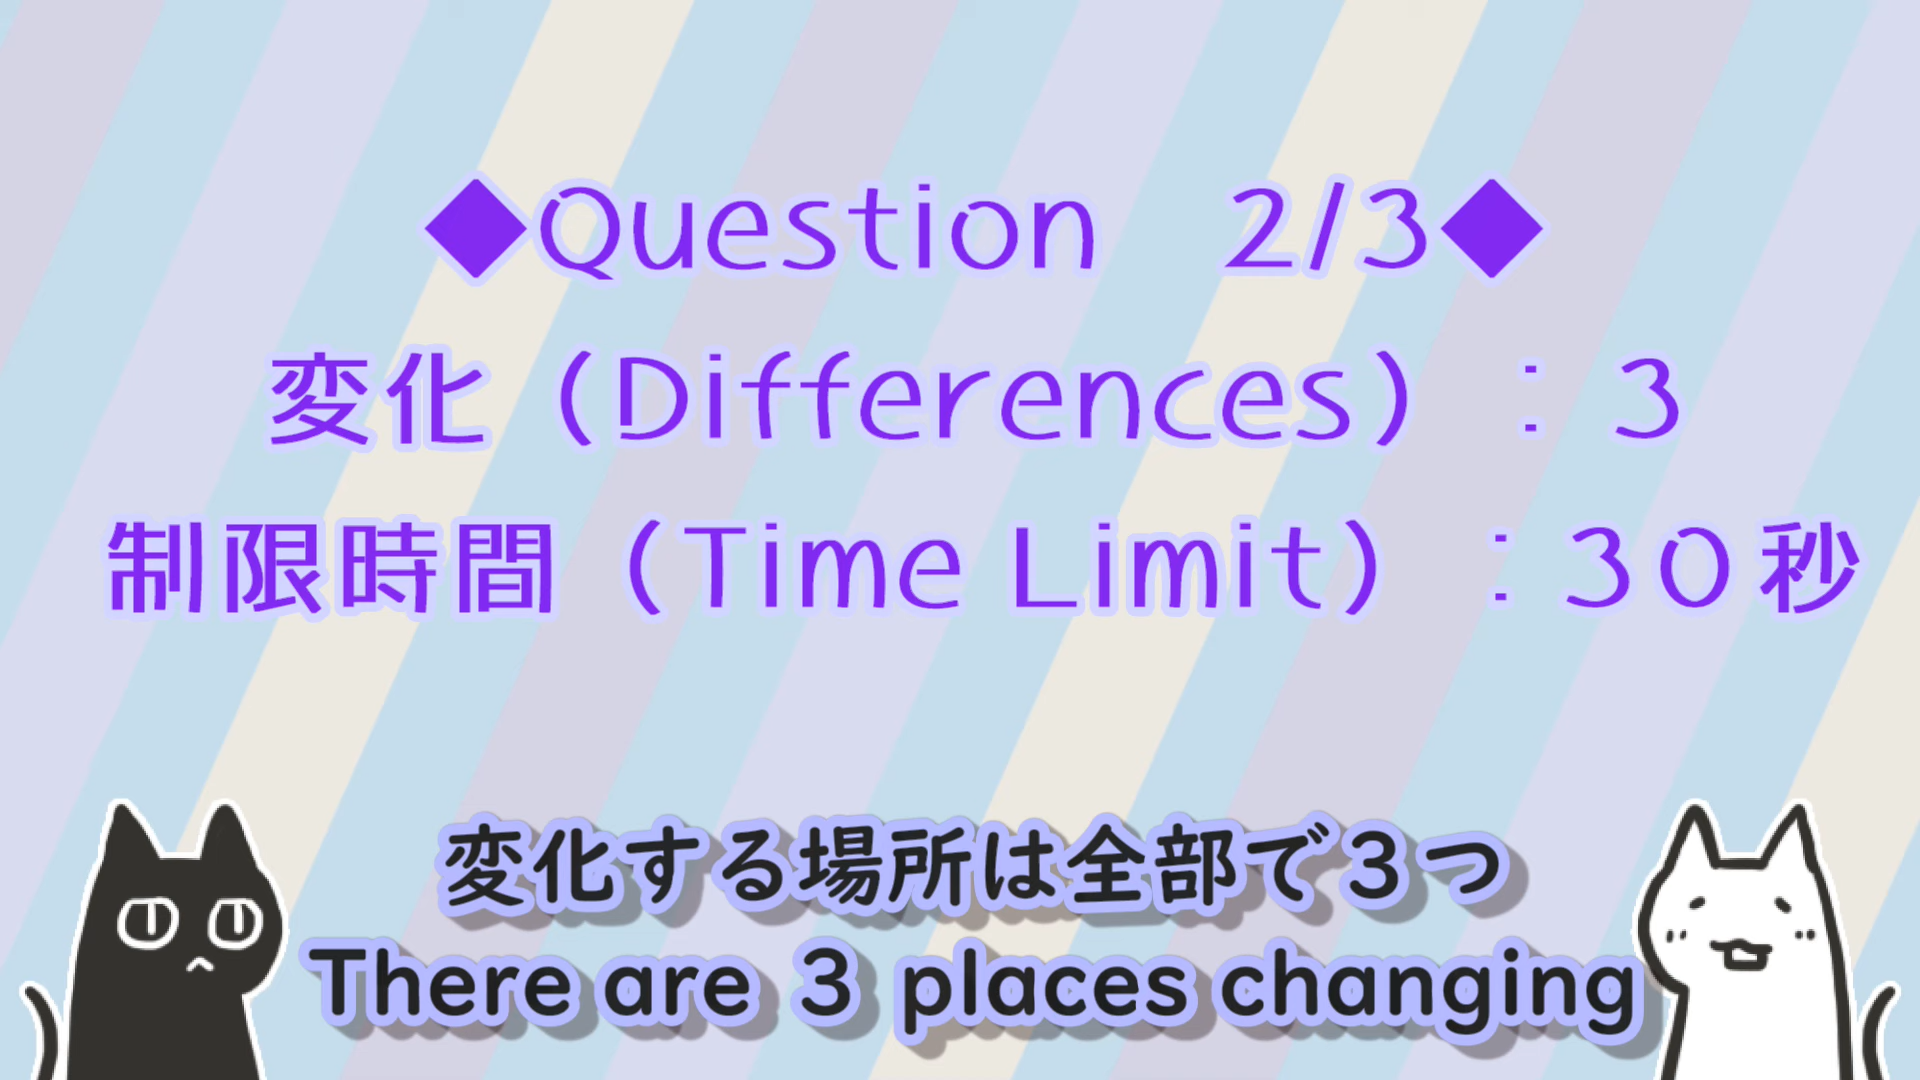 ◆Question　2/3◆
変化（Differences）：3
制限時間（Time Limit）：30秒
変化する場所は全部で3つ
There are 3 places changing